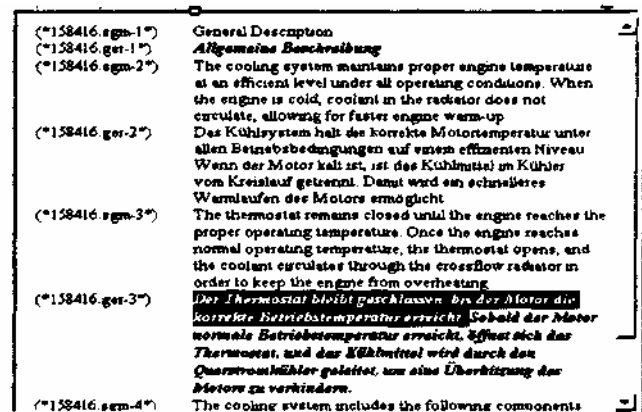 ("158416.sgm-1") General Description
("158416.ger-1") Allgemeine Beschreibung
("158416.sgm-2") The cooling system maintains proper engine temperature
at an efficient level under all operating conditions. When
the engine is cold, coolant in the radiator does not
circulate, allowing for faster engine warm-up
("158416.ger-2") Das Kühlsystem halt die korrekte Motortemperatur unter
allen Betriebsbedingungen auf einem effizienten Niveau
Wenn der Motor kalt ist, ist das Kühlmittel im Kühler
vom Kreislauf getrennt. Damit wird ein schnelleres
Warmlaufen des Motors ermöglicht
("158416.sgm-3") The thermostat remains closed until the engine reaches the
proper operating temperature. Once the engine reaches
normal operating temperature, the thermostat opens, and
the coolant circulates through the crossflow radiator in
order to keep the engine from overheating
("158416.ger-3") Der Thermostat bleibt geschlossen, bis der Motor die
korrekte Betriebstemperatur erreicht. Sobald der Motor
normale Betriebstemperatur erreicht, öffnet sich das
Thermostat, und das Kühlmittel wird durch den
Querstromkühler geleitet, um eine Überhitzung des
Motors zu verhindern.
("158416.sgm-4") The cooling system includes the following components